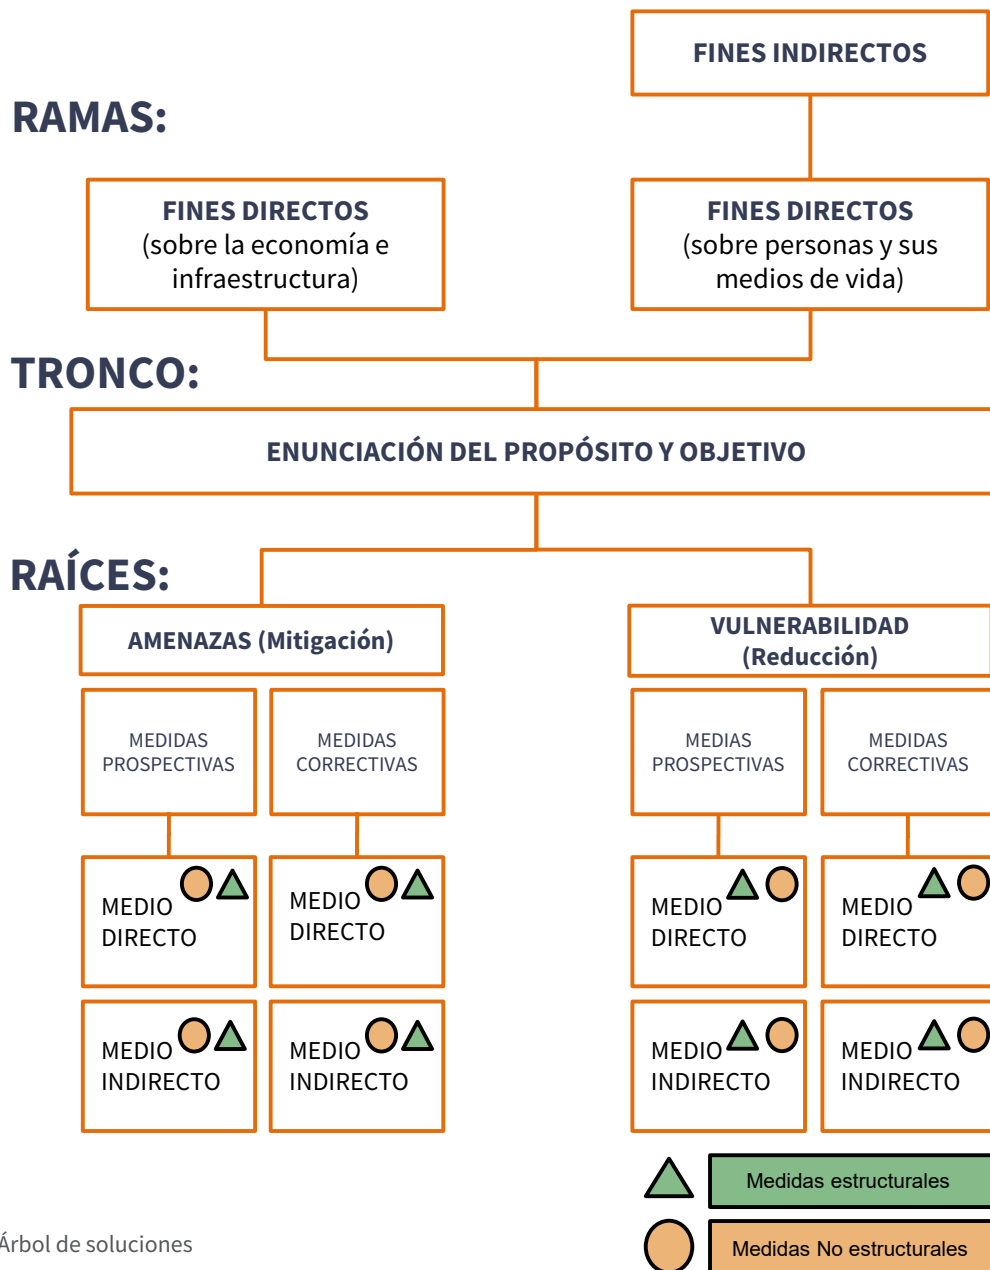 FINES INDIRECTOS
RAMAS:
FINES DIRECTOS
(sobre la economía e
infraestructura)
FINES DIRECTOS
(sobre personas y sus
medios de vida)
TRONCO:
ENUNCIACIÓN DEL PROPÓSITO Y OBJETIVO
RAÍCES:
AMENAZAS (Mitigación)
VULNERABILIDAD
(Reducción)
MEDIDAS
PROSPECTIVAS
MEDIDAS
CORRECTIVAS
MEDIAS
PROSPECTIVAS
MEDIDAS
CORRECTIVAS
MEDIO
DIRECTO
MEDIO
DIRECTO
MEDIO
DIRECTO
MEDIO
DIRECTO
MEDIO
INDIRECTO
MEDIO
INDIRECTO
MEDIO
INDIRECTO
MEDIO
INDIRECTO
Medidas estructurales
Medidas No estructurales
Árbol de soluciones